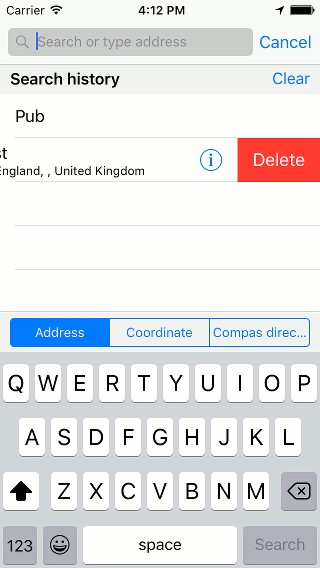 Carrier 4:12 PM
Search or type address Cancel
Search history Clear
Pub
st
England, , United Kingdom
Delete
Address Coordinate Compas direc...
Q W E R T Y U I O P
A S D F G H J K L
Z X C V B N M
123 space Search